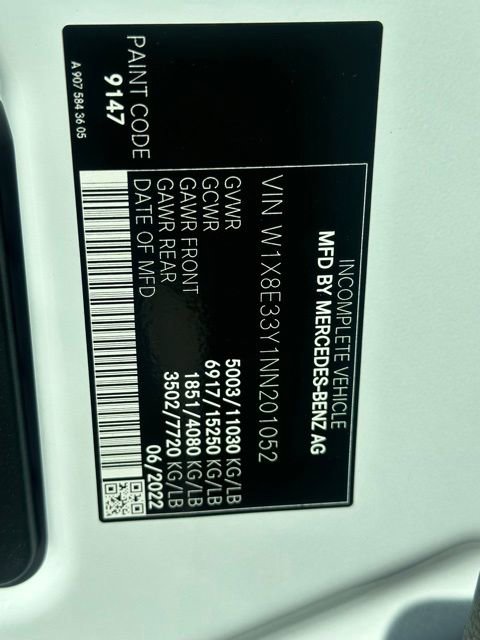 INCOMPLETE VEHICLE
MFD BY MERCEDES-BENZ AG
VIN W1X8E33Y1NN201052
GVWR 5003/11030 KG/LB
GCWR 6917/15250 KG/LB
GAWR FRONT 1851/4080 KG/LB
GAWR REAR 3502/7720 KG/LB
DATE OF MFD 06/2022
PAINT CODE
9147
A 907 584 36 05